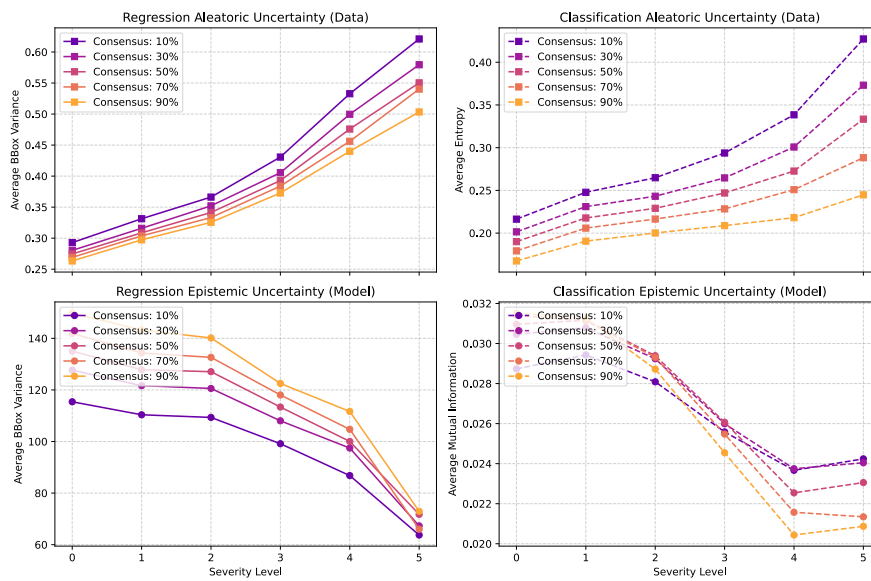 Regression Aleatoric Uncertainty (Data)
Consensus: 10%
Consensus: 30%
Consensus: 50%
Consensus: 70%
Consensus: 90%
Average BBox Variance
0.60
0.55
0.50
0.45
0.40
0.35
0.30
0.25
Classification Aleatoric Uncertainty (Data)
Consensus: 10%
Consensus: 30%
Consensus: 50%
Consensus: 70%
Consensus: 90%
Average Entropy
0.40
0.35
0.30
0.25
0.20
Regression Epistemic Uncertainty (Model)
Consensus: 10%
Consensus: 30%
Consensus: 50%
Consensus: 70%
Consensus: 90%
Average BBox Variance
140
120
100
80
60
0 1 2 3 4 5
Severity Level
Classification Epistemic Uncertainty (Model)
Consensus: 10%
Consensus: 30%
Consensus: 50%
Consensus: 70%
Consensus: 90%
Average Mutual Information
0.032
0.030
0.028
0.026
0.024
0.022
0.020
0 1 2 3 4 5
Severity Level